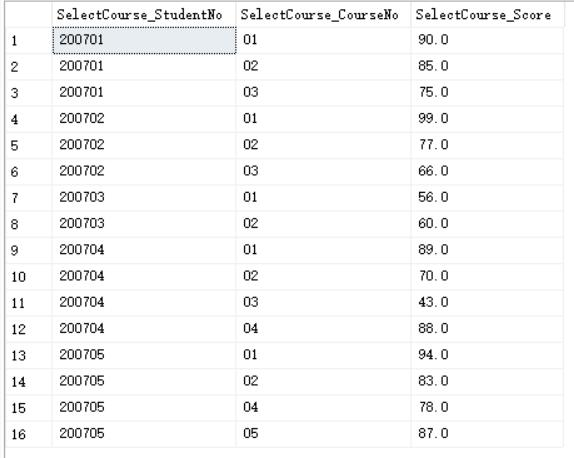 SelectCourse_StudentNo SelectCourse_CourseNo SelectCourse_Score
1 200701 01 90.0
2 200701 02 85.0
3 200701 03 75.0
4 200702 01 99.0
5 200702 02 77.0
6 200702 03 66.0
7 200703 01 56.0
8 200703 02 60.0
9 200704 01 89.0
10 200704 02 70.0
11 200704 03 43.0
12 200704 04 88.0
13 200705 01 94.0
14 200705 02 83.0
15 200705 04 78.0
16 200705 05 87.0